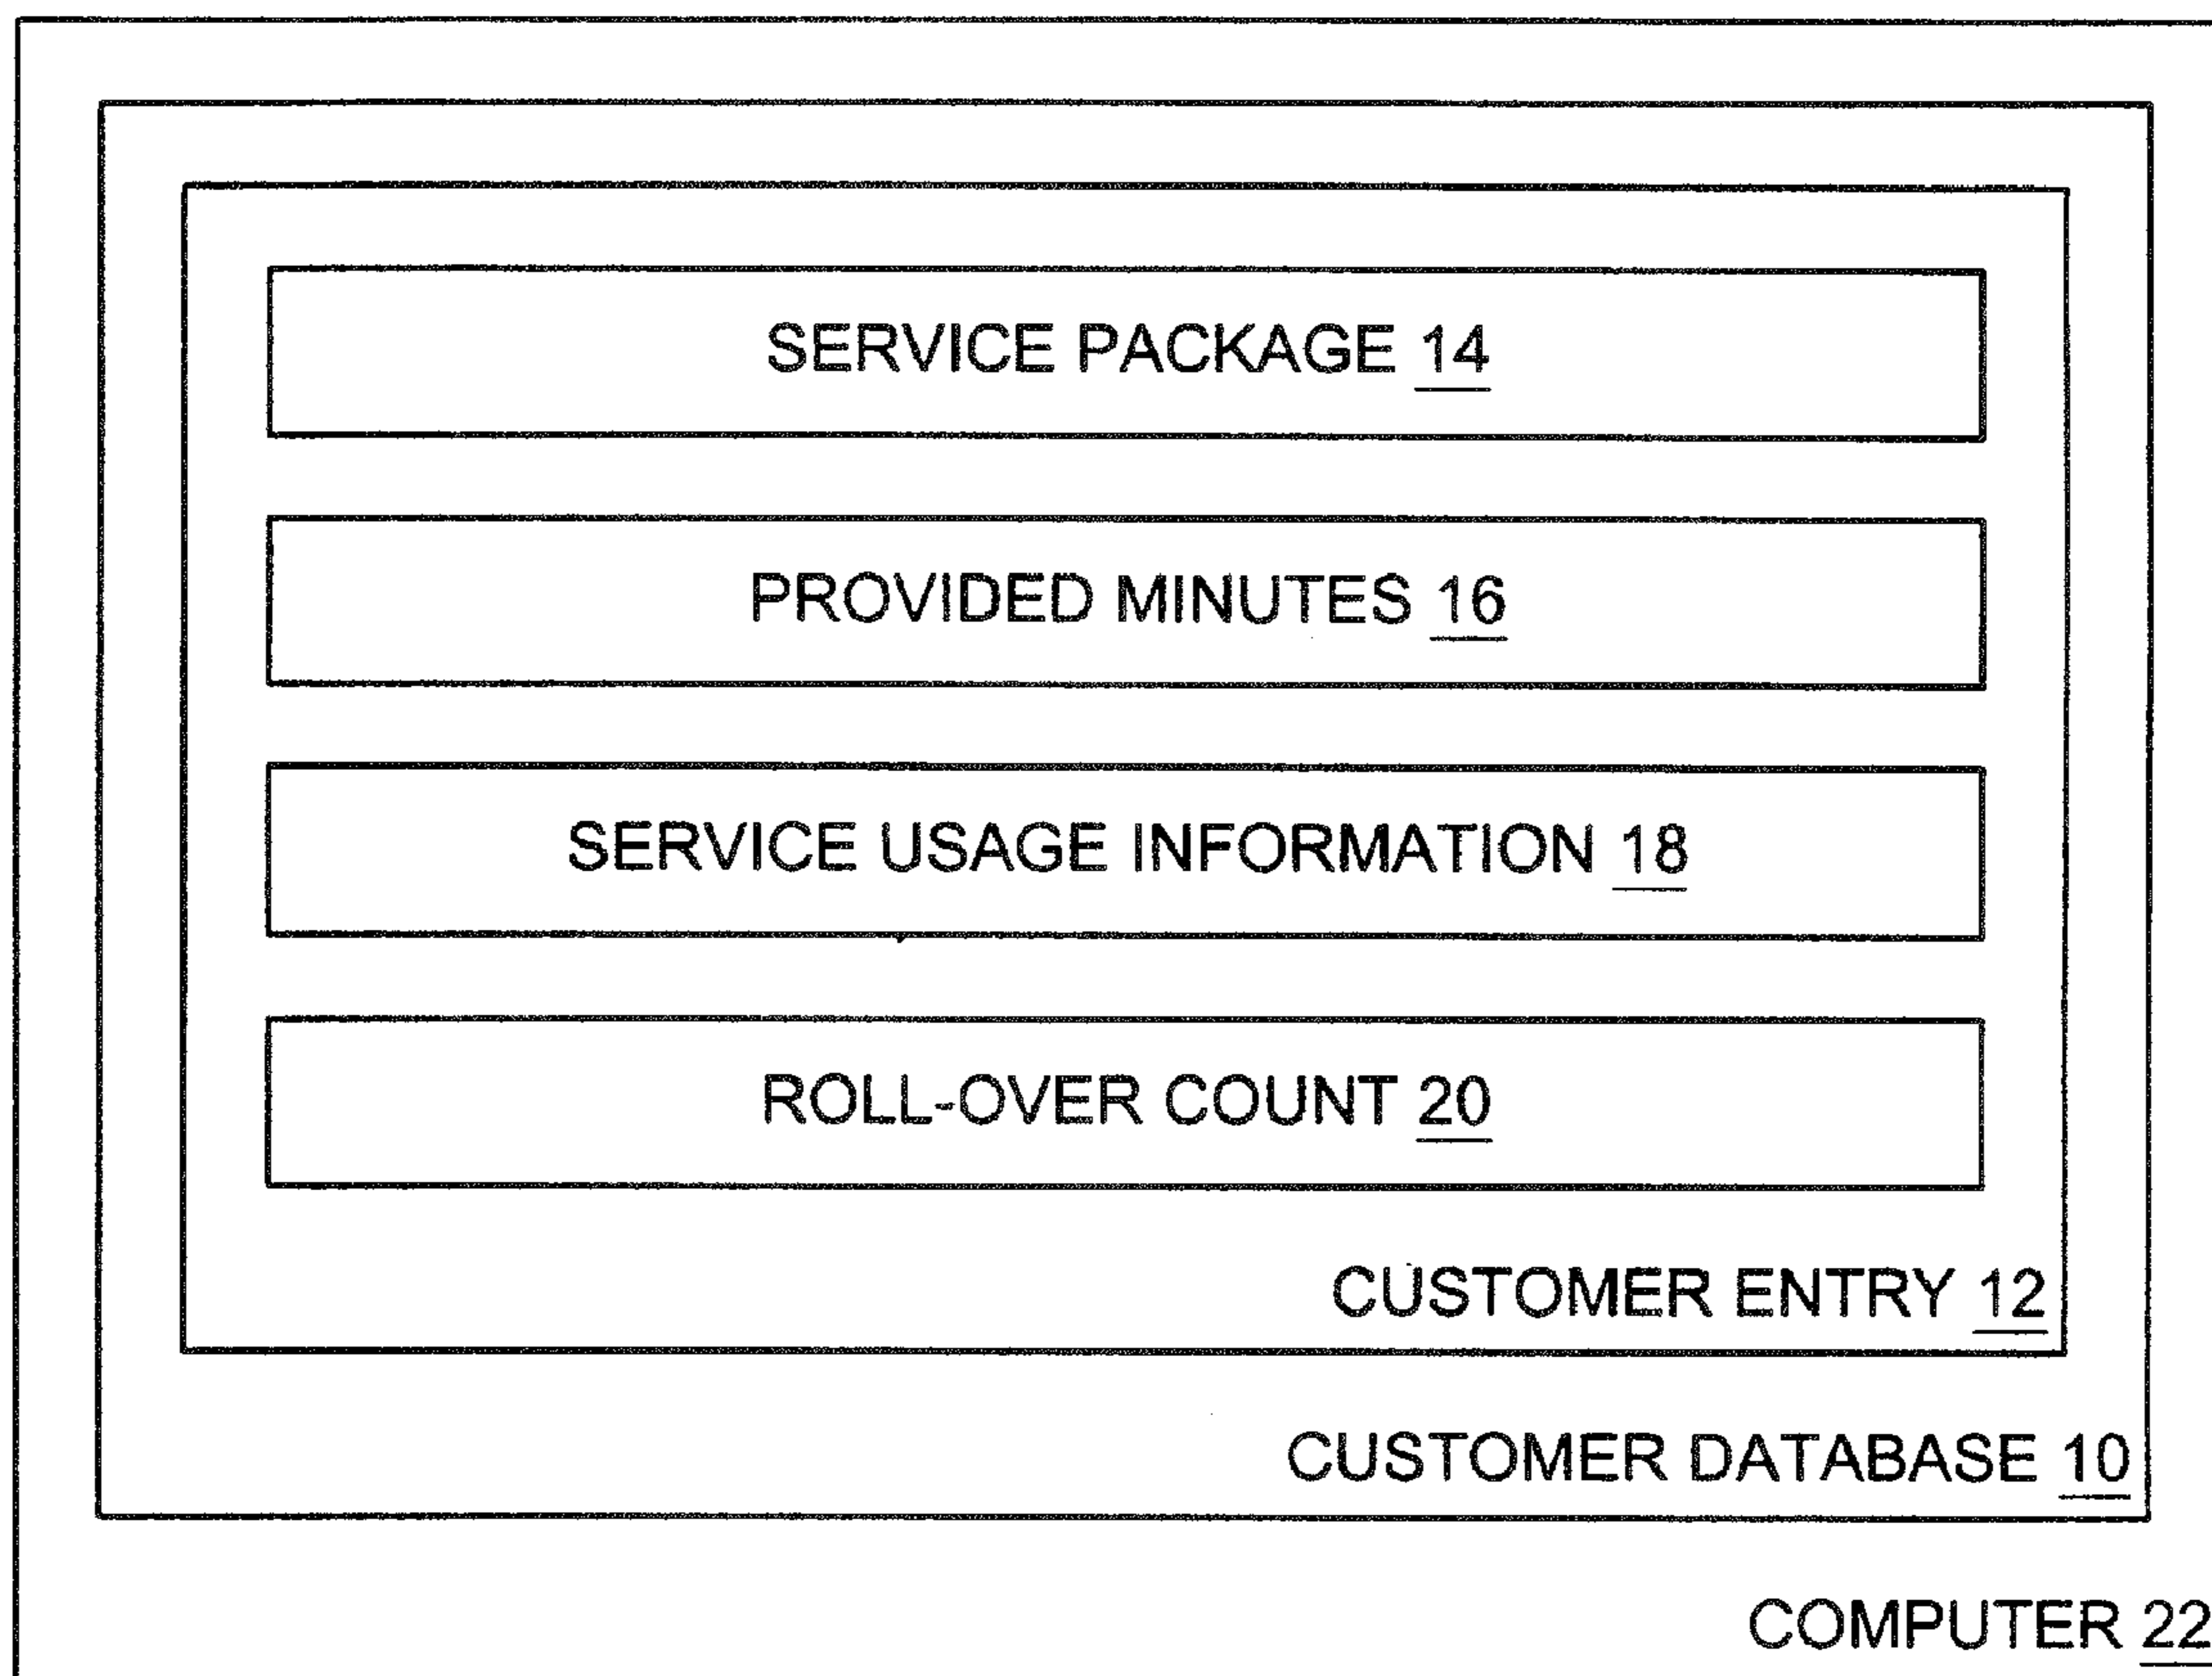 SERVICE PACKAGE 14
PROVIDED MINUTES 16
SERVICE USAGE INFORMATION 18
ROLL-OVER COUNT 20
CUSTOMER ENTRY 12
CUSTOMER DATABASE 10
COMPUTER 22